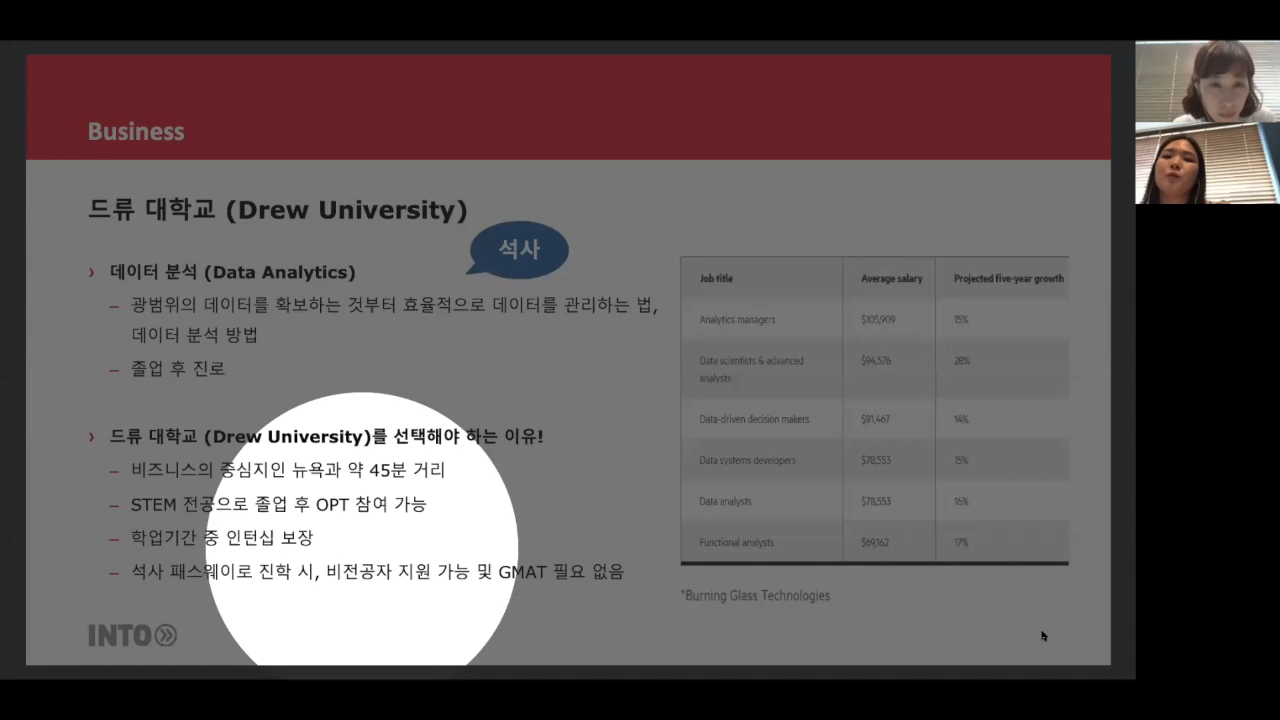 Business
드류 대학교 (Drew University)
석사
› 데이터 분석 (Data Analytics)
– 광범위의 데이터를 확보하는 것부터 효율적으로 데이터를 관리하는 법,
데이터 분석 방법
– 졸업 후 진로
› 드류 대학교 (Drew University)를 선택해야 하는 이유!
– 비즈니스의 중심지인 뉴욕과 약 45분 거리
– STEM 전공으로 졸업 후 OPT 참여 가능
– 학업기간 중 인턴십 보장
– 석사 패스웨이로 진학 시, 비전공자 지원 가능 및 GMAT 필요 없음
Job title Average salary Projected five-year growth
Analytics managers $105,909 15%
Data scientists & advanced
analysts $94,576 28%
Data-driven decision makers $91,467 14%
Data systems developers $78,553 15%
Data analysts $78,553 16%
Functional analysts $69,162 17%
*Burning Glass Technologies
INTO